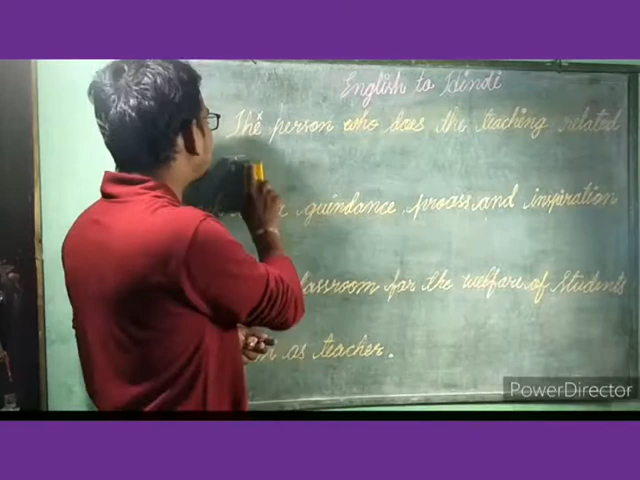 English to Hindi
The person who does the teaching related
guindance, proass, and inspiration
classroom for the welfare of Students
as Teacher.
PowerDirector